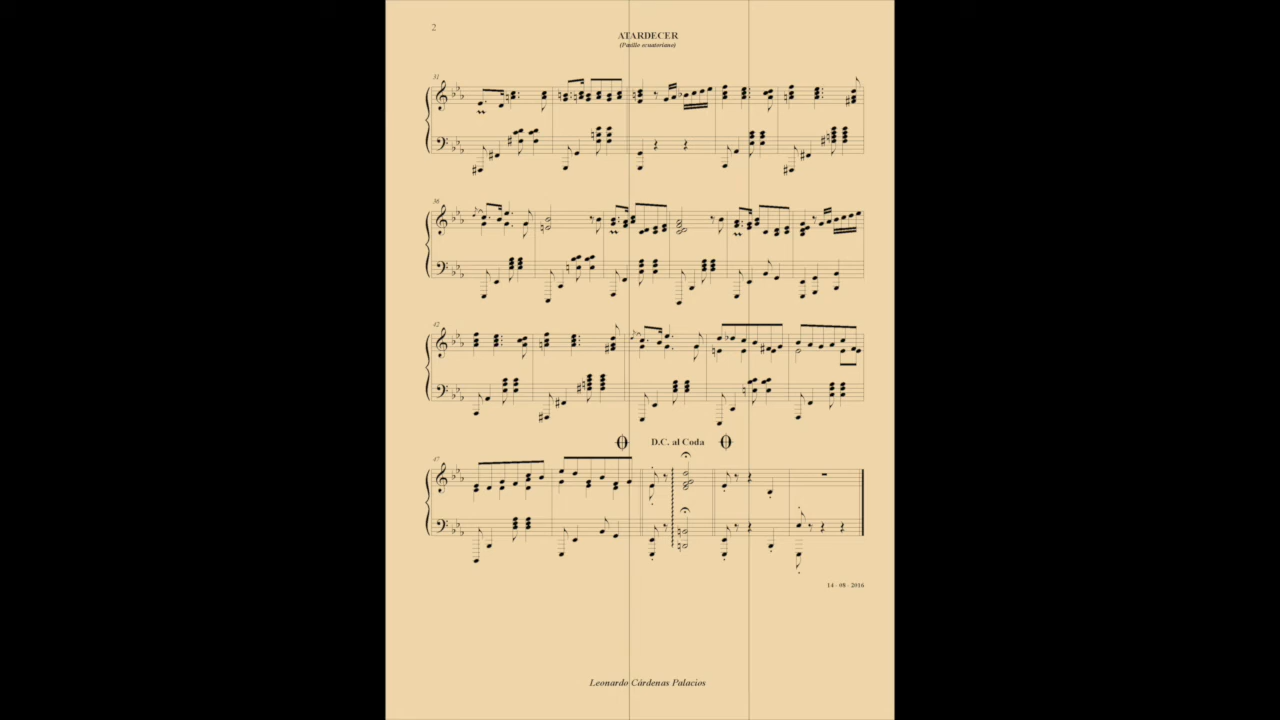 2
ATARDECER
(Pasillo ecuatoriano)
31
36
42
D.C. al Coda
47
14 - 08 - 2016
Leonardo Cárdenas Palacios